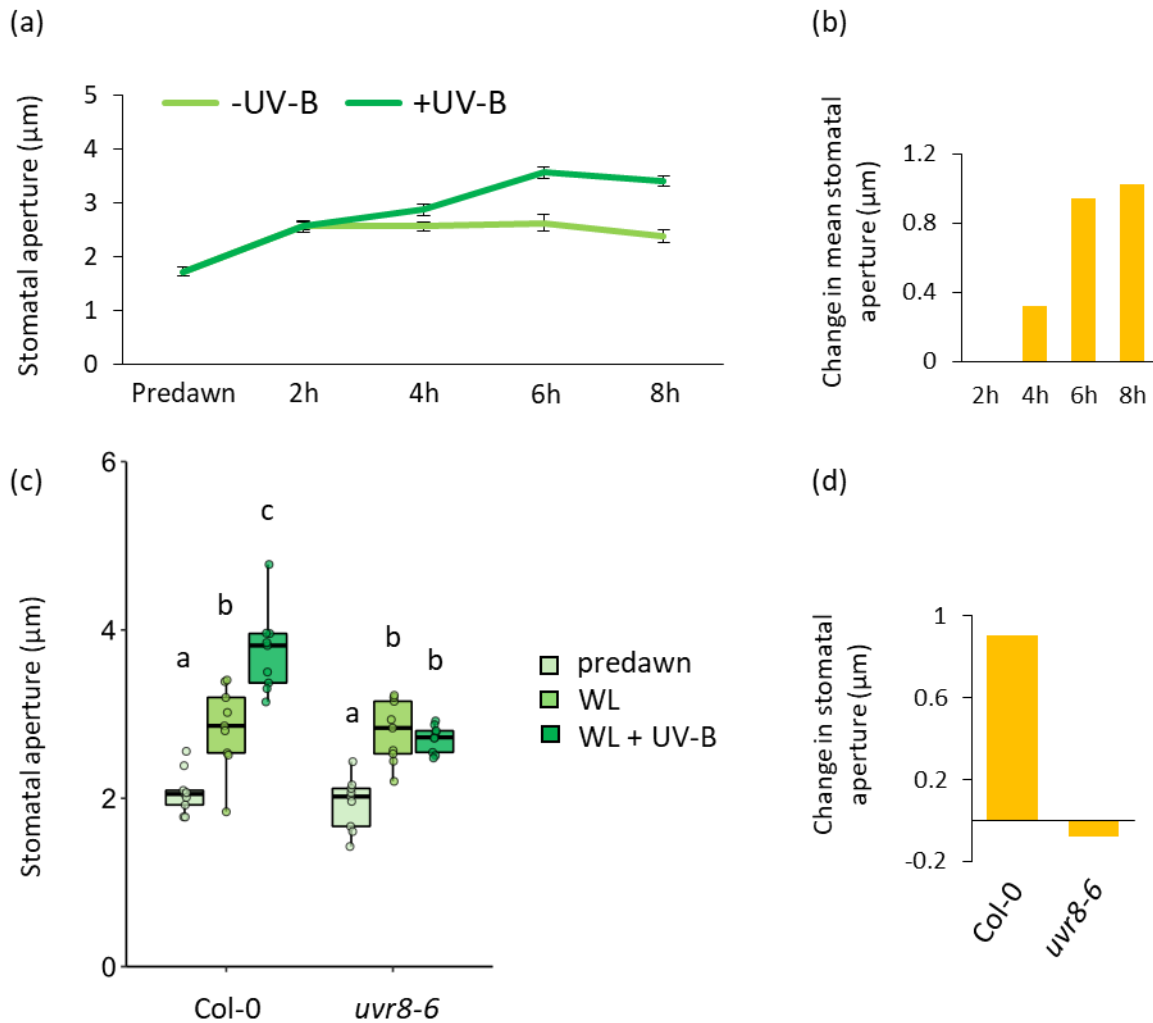 (a)
Stomatal aperture (µm)
5
4
3
2
1
0
-UV-B
+UV-B
Predawn
2h
4h
6h
8h
(b)
Change in mean stomatal
aperture (µm)
1.2
0.8
0.4
0
2h
4h
6h
8h
(c)
Stomatal aperture (µm)
6
4
2
0
a
b
c
a
b
b
Col-0
uvr8-6
predawn
WL
WL + UV-B
(d)
Change in stomatal
aperture (µm)
1
0.6
0.2
-0.2
Col-0
uvr8-6